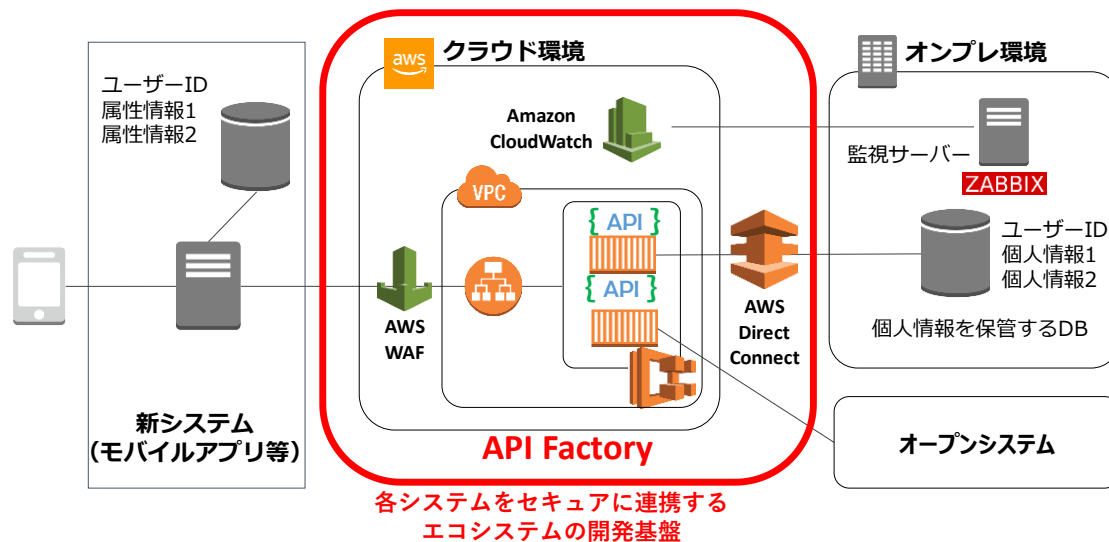 ユーザーID
属性情報1
属性情報2
新システム
(モバイルアプリ等)
aws
クラウド環境
Amazon
CloudWatch
VPC
{ API }
{ API }
AWS
WAF
AWS
Direct
Connect
API Factory
各システムをセキュアに連携する
エコシステムの開発基盤
オンプレ環境
監視サーバー
ZABBIX
ユーザーID
個人情報1
個人情報2
個人情報を保管するDB
オープンシステム